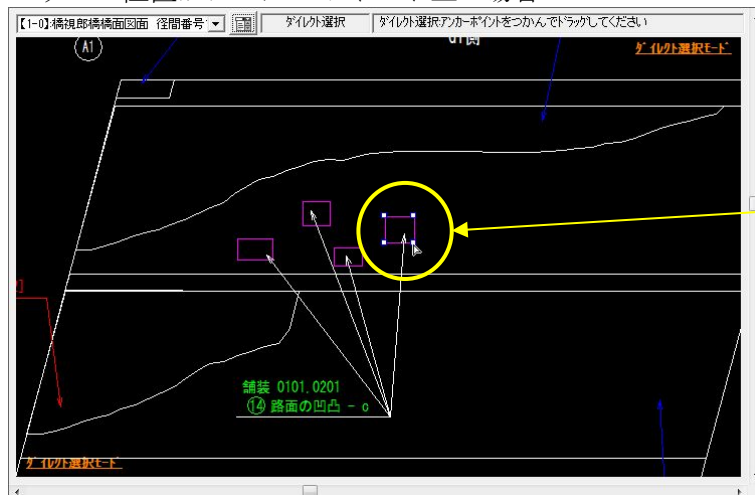 【1-0】橋視郎橋橋面図面 径間番号
ダイレクト選択
ダイレクト選択アンカーポイントをつかんでドラッグしてください
A1
G1側
ダイレクト選択モード
舗装 0101,0201
⑭ 路面の凹凸 - c
ダイレクト選択モード